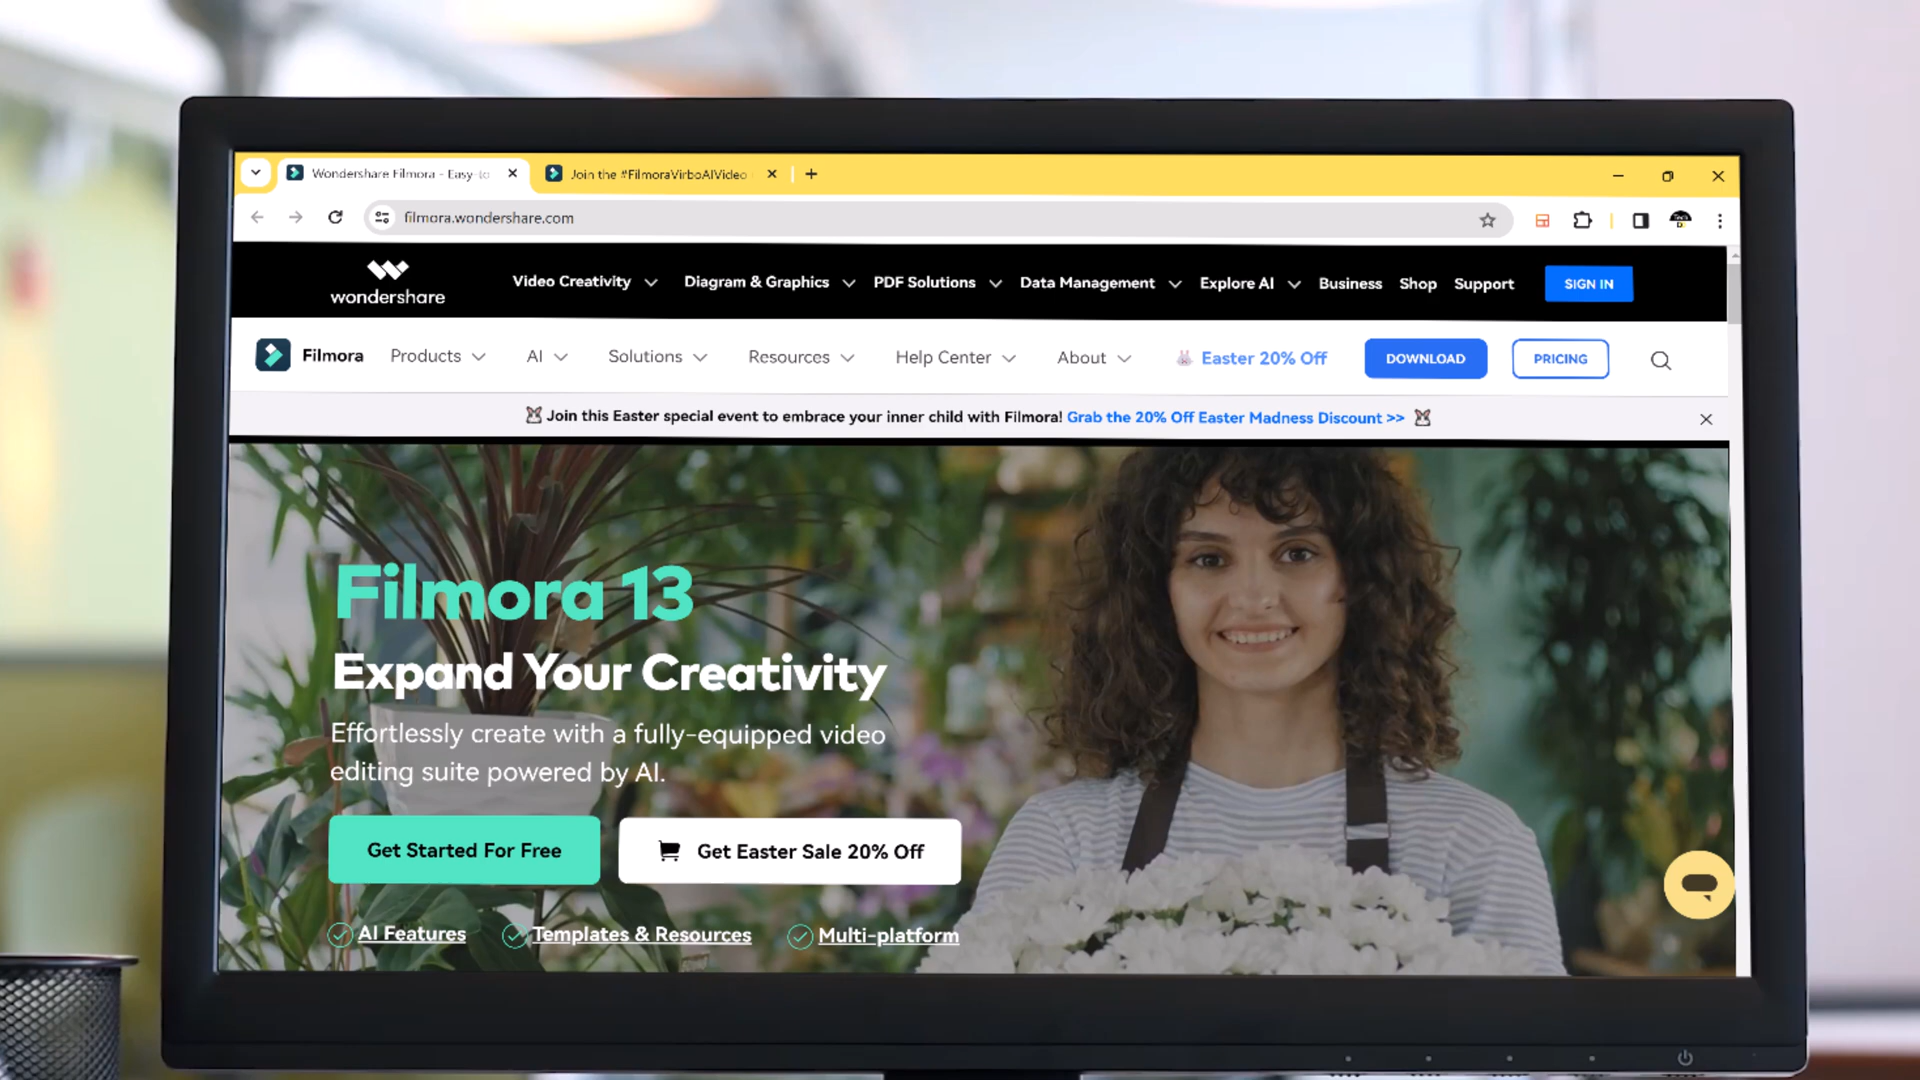 Wondershare Filmora - Easy-to
Join the #FilmoraVirboAIVideo
filmora.wondershare.com
wondershare
Video Creativity Diagram & Graphics PDF Solutions Data Management Explore AI Business Shop Support SIGN IN
Filmora Products AI Solutions Resources Help Center About Easter 20% Off DOWNLOAD PRICING
Join this Easter special event to embrace your inner child with Filmora! Grab the 20% Off Easter Madness Discount >>
Filmora 13
Expand Your Creativity
Effortlessly create with a fully-equipped video
editing suite powered by AI.
Get Started For Free
Get Easter Sale 20% Off
AI Features
Templates & Resources
Multi-platform